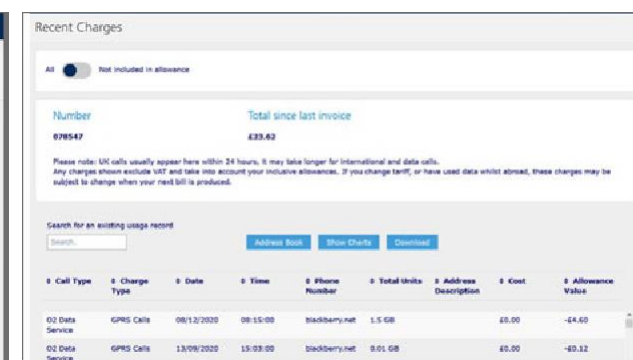 Recent Charges
All Not included in allowance
Number Total since last invoice
078547 £23.62
Please note: UK calls usually appear here within 24 hours, it may take longer for international and data calls.
Any charges shown exclude VAT and take into account your inclusive allowances. If you change tariff, or have used data whilst abroad, these charges may be
subject to change when your next bill is produced.
Search for an existing usage record
Search.. Address Book Show Charts Download
Call Type Charge Type Date Time Phone Number Total Units Address Description Cost Allowance Value
O2 Data Service GPRS Calls 08/12/2020 08:15:00 blackberry.net 1.5 GB £0.00 -£4.60
O2 Data Service GPRS Calls 13/09/2020 15:03:00 blackberry.net 0.01 GB £0.00 -£0.12